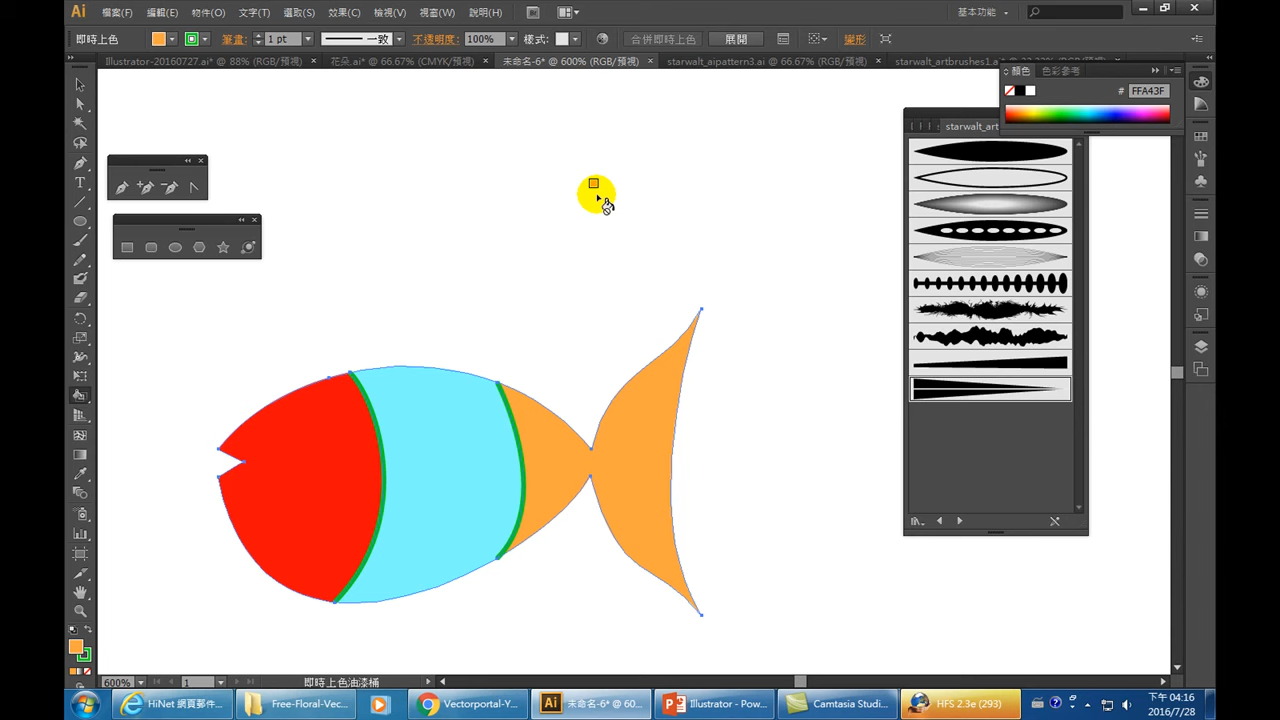 Ai 檔案(F) 編輯(E) 物件(O) 文字(T) 選取(S) 效果(C) 檢視(V) 視窗(W) 說明(H) Br 基本功能
即時上色 筆畫: 1 pt 一致 不透明度: 100% 樣式: 合併即時上色 展開 變形
Illustrator-20160727.ai* @ 88% (RGB/預視) × 花朵.ai* @ 66.67% (CMYK/預視) × 未命名-6* @ 600% (RGB/預視) × starwalt_aipattern3.ai @ 66.67% (RGB/預視) × starwalt_artbrushes1.a
顏色 色彩參考
# FFA43F
starwalt_art
T
600% 1 即時上色油漆桶
HiNet 網頁郵件... Free-Floral-Vec... Vectorportal-Y... Ai 未命名-6* @ 60... Illustrator - Pow... Camtasia Studi... HFS 2.3e (293) 下午 04:16
2016/7/28